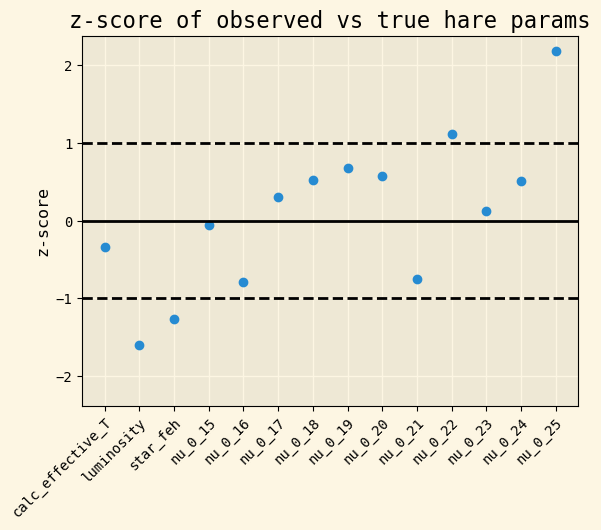 z-score of observed vs true hare params
z-score
2
1
0
−1
−2
calc_effective_T
luminosity
star_feh
nu_0_15
nu_0_16
nu_0_17
nu_0_18
nu_0_19
nu_0_20
nu_0_21
nu_0_22
nu_0_23
nu_0_24
nu_0_25